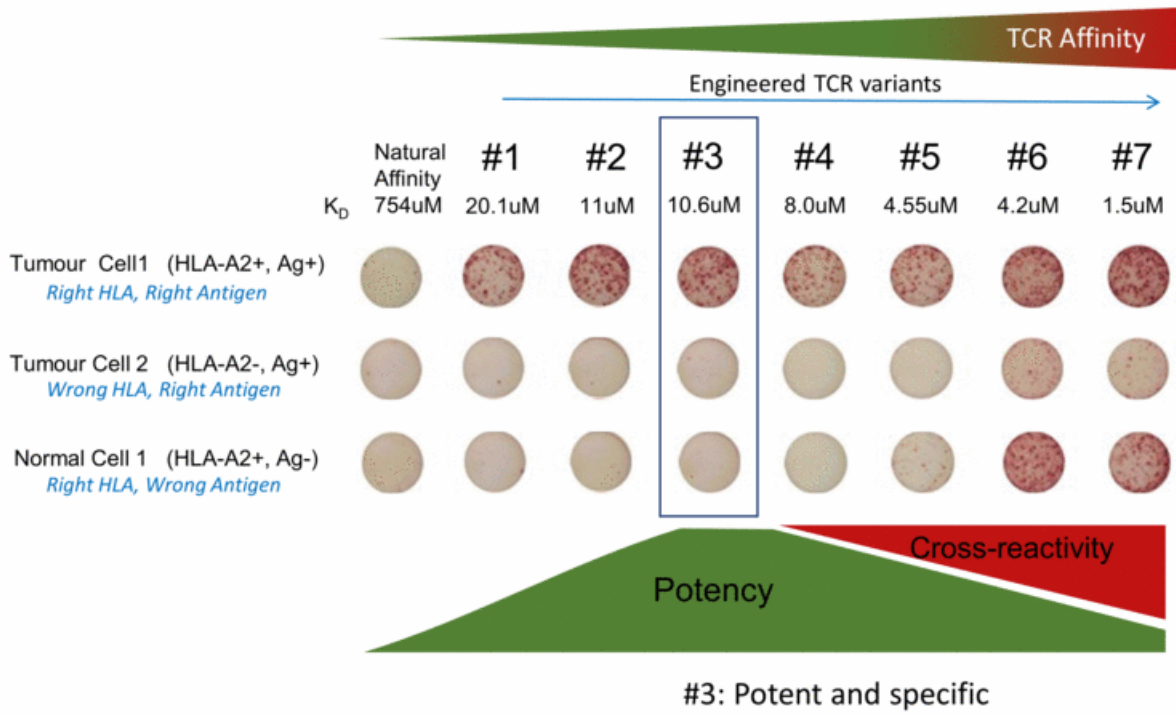 TCR Affinity
Engineered TCR variants
Natural Affinity #1 #2 #3 #4 #5 #6 #7
K_D 754uM 20.1uM 11uM 10.6uM 8.0uM 4.55uM 4.2uM 1.5uM
Tumour Cell1 (HLA-A2+, Ag+)
Right HLA, Right Antigen
Tumour Cell 2 (HLA-A2-, Ag+)
Wrong HLA, Right Antigen
Normal Cell 1 (HLA-A2+, Ag-)
Right HLA, Wrong Antigen
Cross-reactivity
Potency
#3: Potent and specific